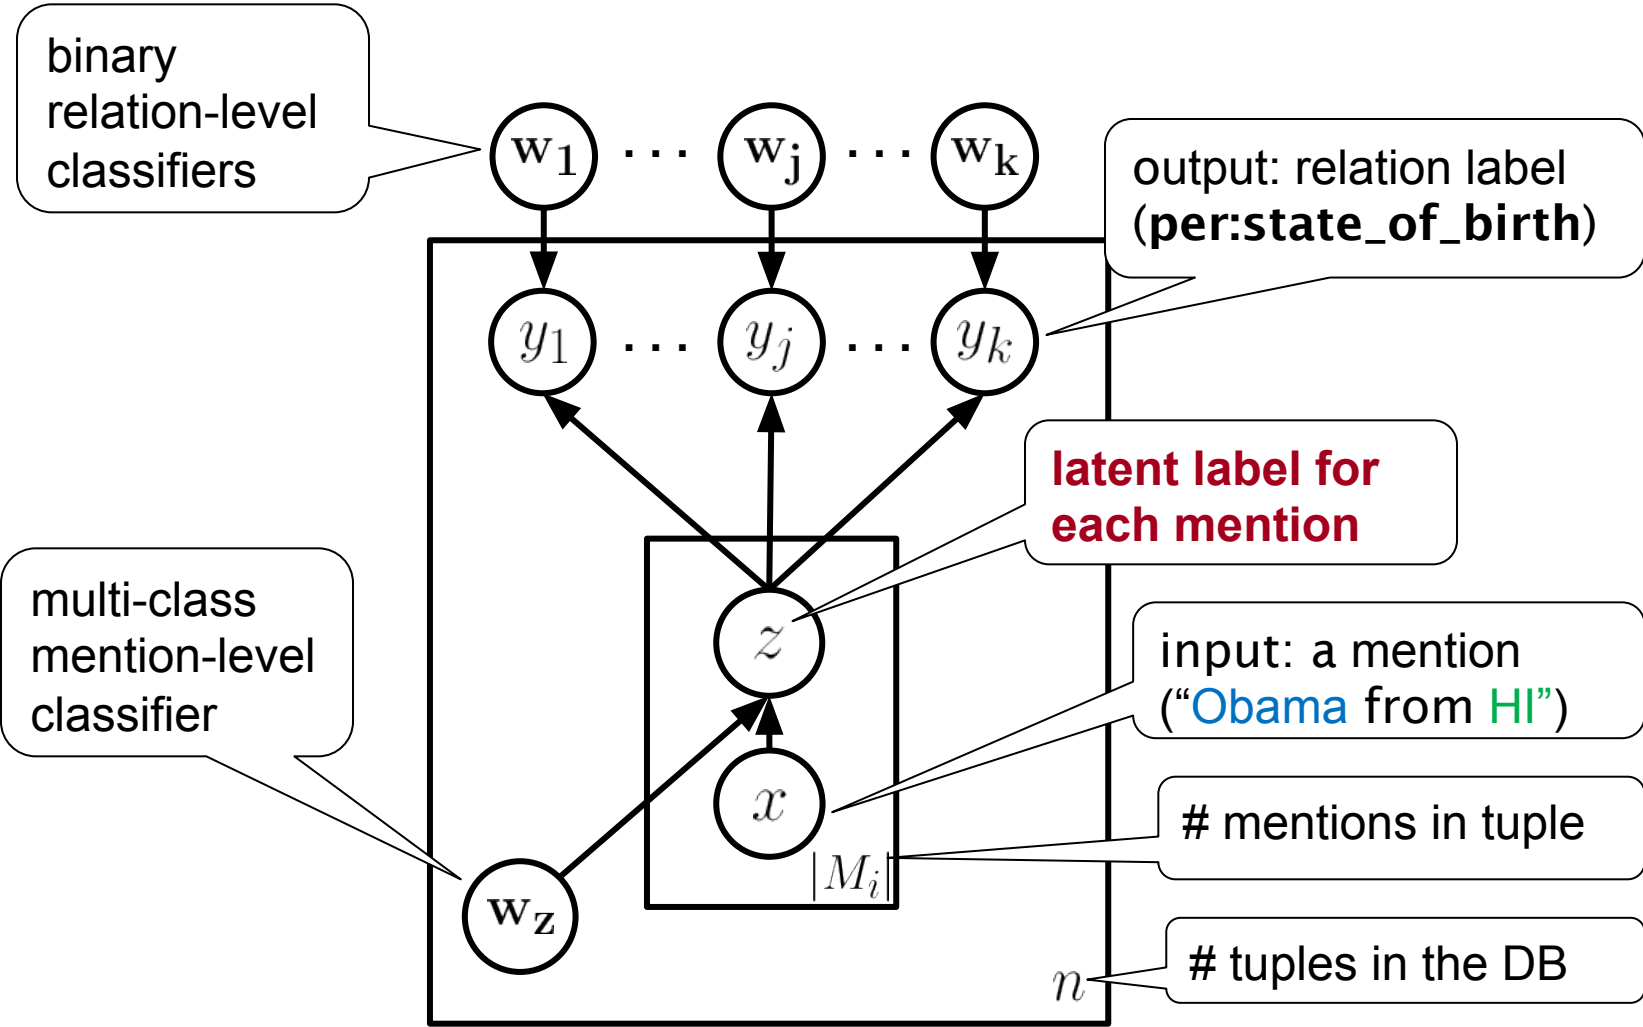 binary
relation-level
classifiers
w₁ ... wⱼ ... wₖ
output: relation label
(per:state_of_birth)
y₁ ... yⱼ ... yₖ
latent label for
each mention
multi-class
mention-level
classifier
z
input: a mention
(“Obama from HI”)
x
# mentions in tuple
|Mᵢ|
w_z
# tuples in the DB
n